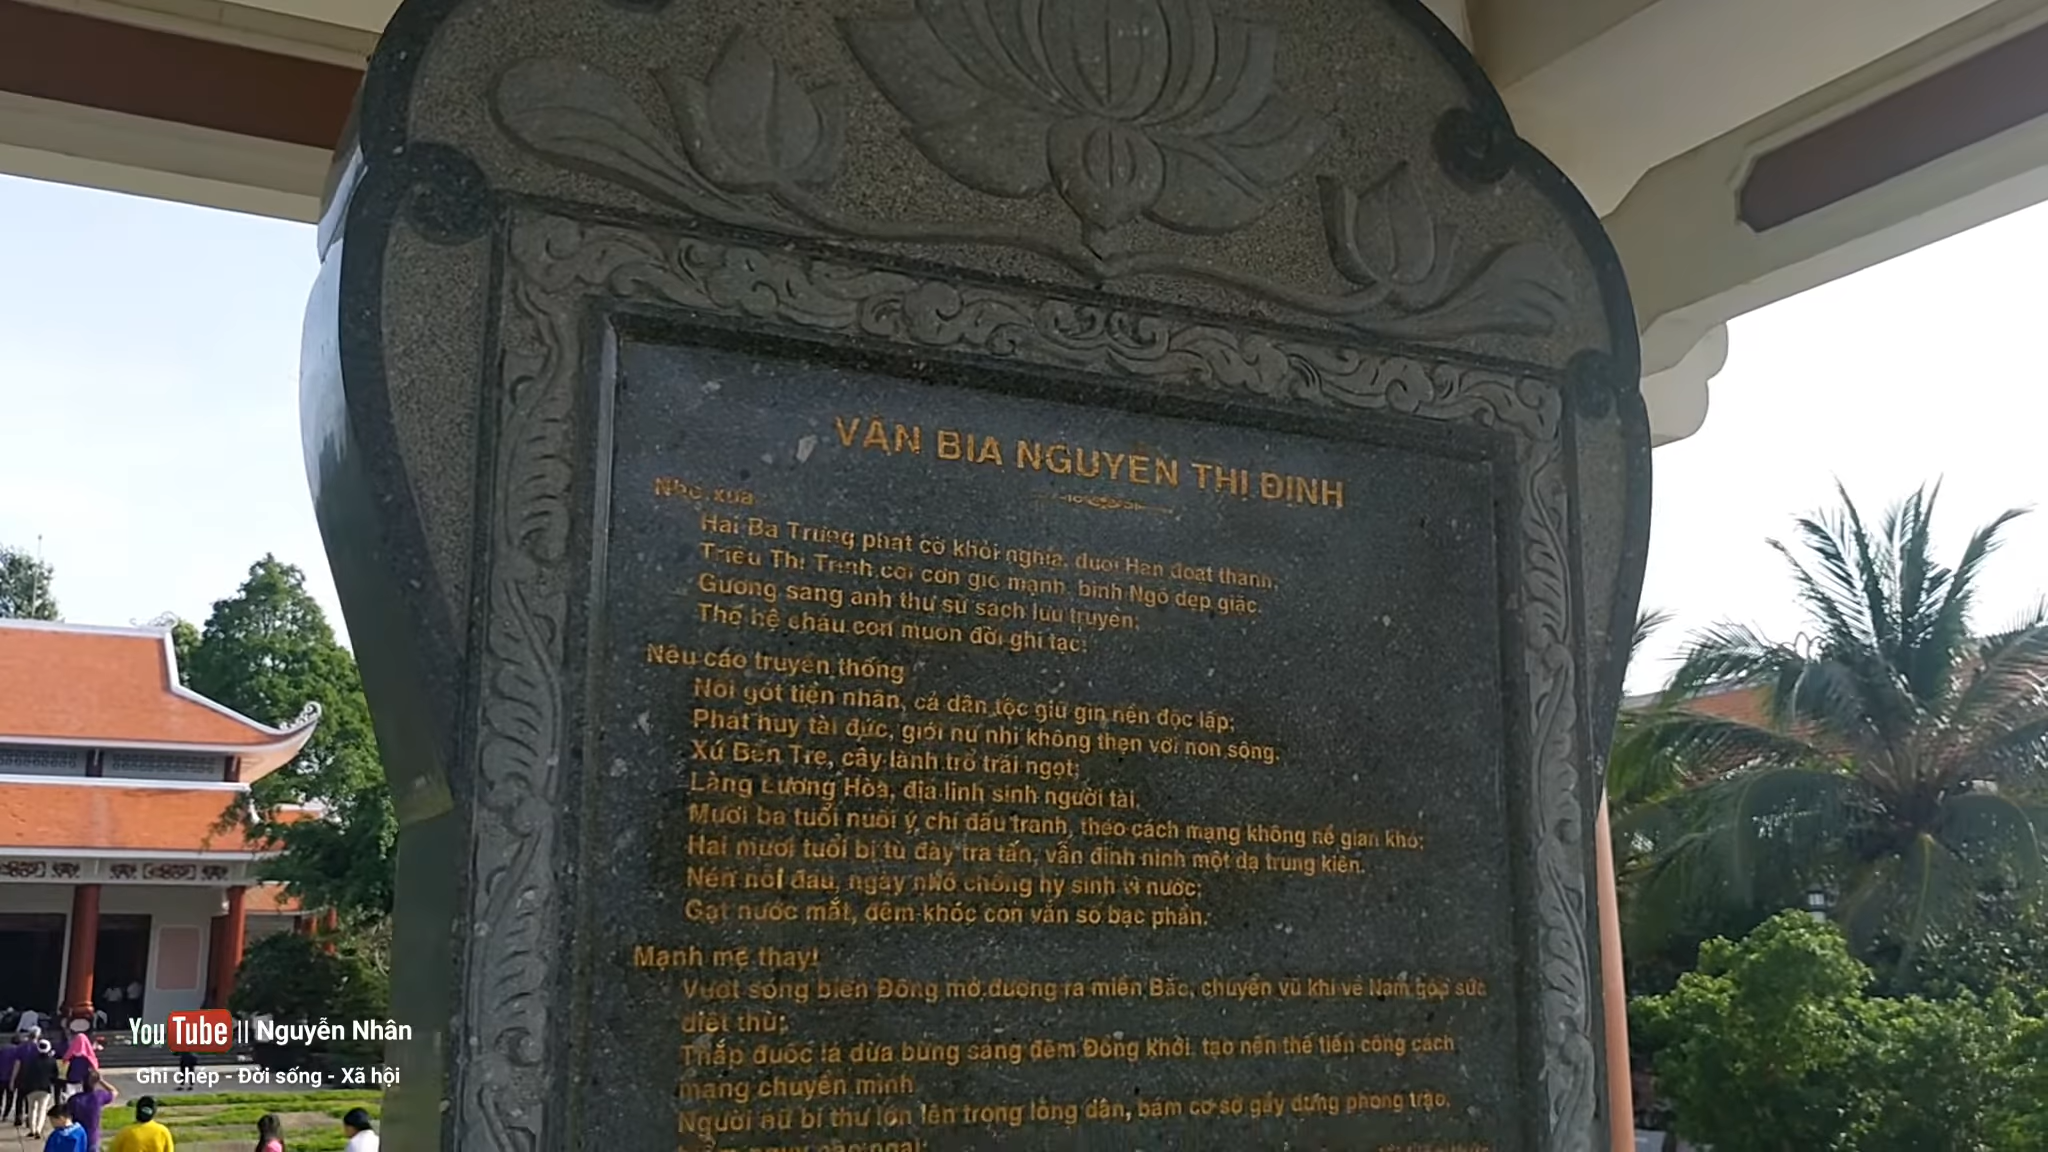 VĂN BIA NGUYỄN THỊ ĐỊNH
Nhớ xưa
Hai Bà Trưng phất cờ khởi nghĩa, đuổi Hán đoạt thành;
Triệu Thị Trinh cỡi cơn gió mạnh, bình Ngô dẹp giặc.
Gương sáng anh thư sử sách lưu truyền;
Thế hệ cháu con muôn đời ghi tạc.
Nêu cao truyền thống
Nối gót tiền nhân, cả dân tộc giữ gìn nền độc lập;
Phát huy tài đức, giới nữ nhi không thẹn với non sông.
Xứ Bến Tre, cây lành trổ trái ngọt;
Làng Lương Hòa, địa linh sinh người tài.
Mười ba tuổi nuôi ý chí đấu tranh, theo cách mạng không nề gian khó;
Hai mươi tuổi bị tù đày tra tấn, vẫn đinh ninh một dạ trung kiên.
Nén nỗi đau, ngày nhớ chồng hy sinh vì nước;
Gạt nước mắt, đêm khóc con vắn số bạc phần.
Mạnh mẽ thay!
Vượt sóng biển Đông mở đường ra miền Bắc, chuyển vũ khí về Nam góp sức
diệt thù;
Thắp đuốc lá dừa bừng sáng đêm Đồng Khởi, tạo nên thế tiến công cách
mạng chuyển mình
Người nữ bí thư lớn lên trong lòng dân, bám cơ sở gây dựng phong trào,
YouTube || Nguyễn Nhân
Ghi chép - Đời sống - Xã hội